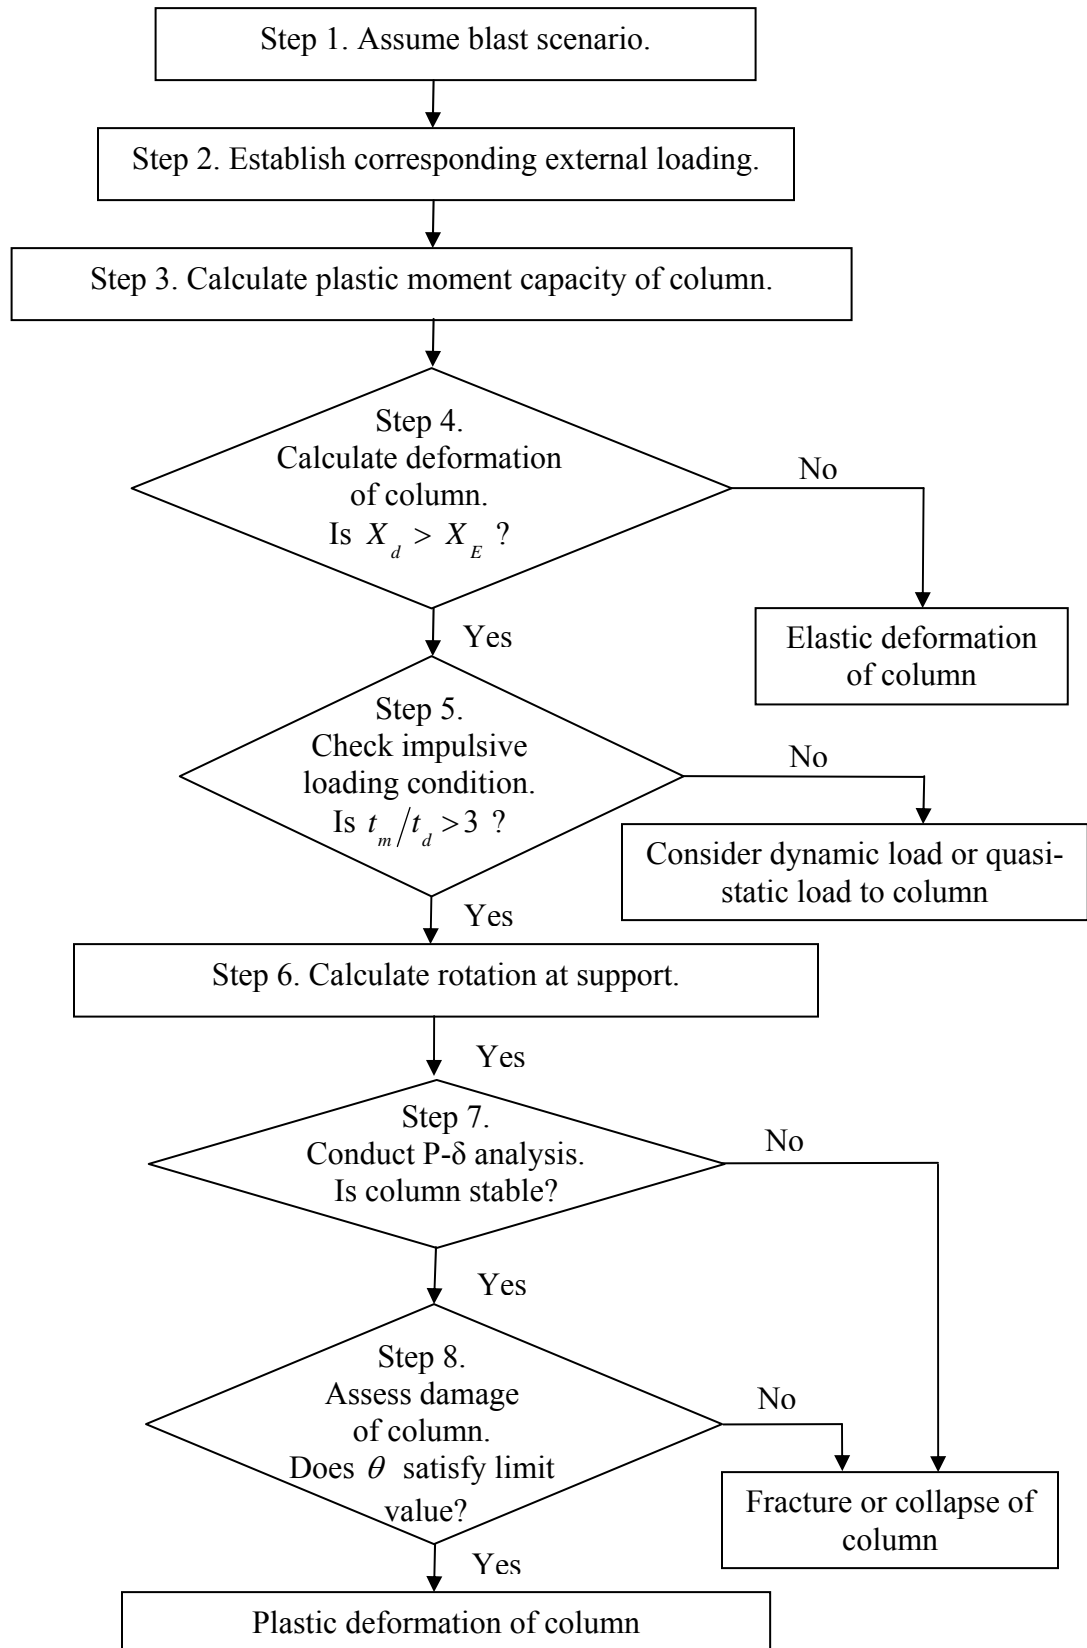 Step 1. Assume blast scenario.
Step 2. Establish corresponding external loading.
Step 3. Calculate plastic moment capacity of column.
Step 4.
Calculate deformation
of column.
Is X_d > X_E ?
No
Yes
Elastic deformation
of column
Step 5.
Check impulsive
loading condition.
Is t_m/t_d >3 ?
No
Consider dynamic load or quasi-
static load to column
Yes
Step 6. Calculate rotation at support.
Yes
Step 7.
Conduct P-δ analysis.
Is column stable?
No
Yes
Step 8.
Assess damage
of column.
Does θ satisfy limit
value?
No
Fracture or collapse of
column
Yes
Plastic deformation of column